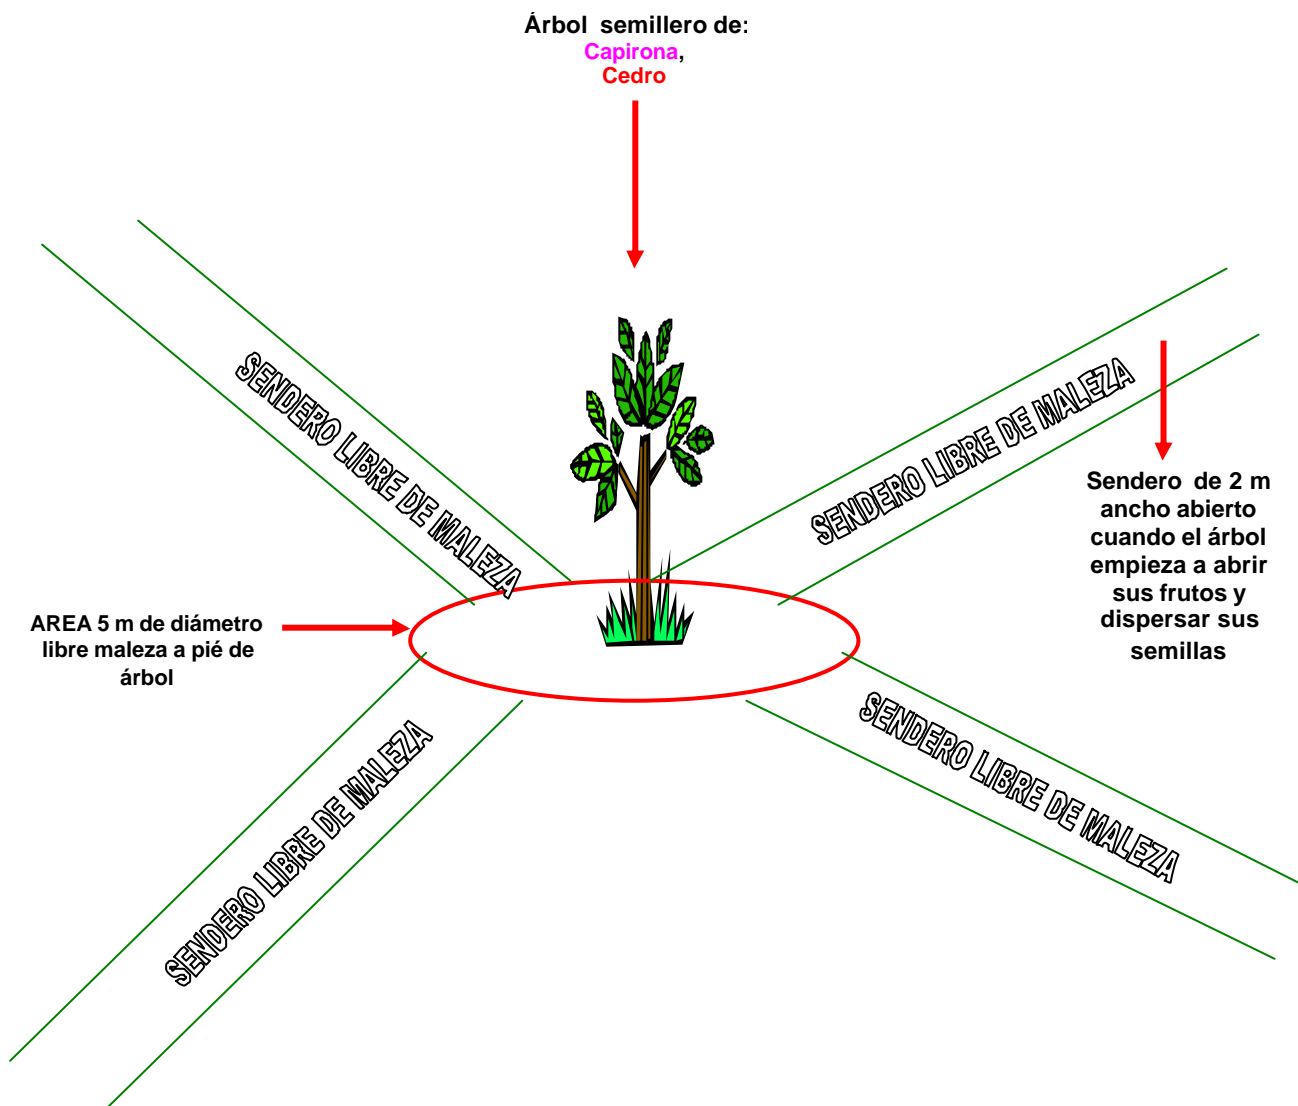 Árbol semillero de:
Capirona,
Cedro
SENDERO LIBRE DE MALEZA
SENDERO LIBRE DE MALEZA
Sendero de 2 m
ancho abierto
cuando el árbol
empieza a abrir
sus frutos y
dispersar sus
semillas
AREA 5 m de diámetro
libre maleza a pié de
árbol
SENDERO LIBRE DE MALEZA
SENDERO LIBRE DE MALEZA